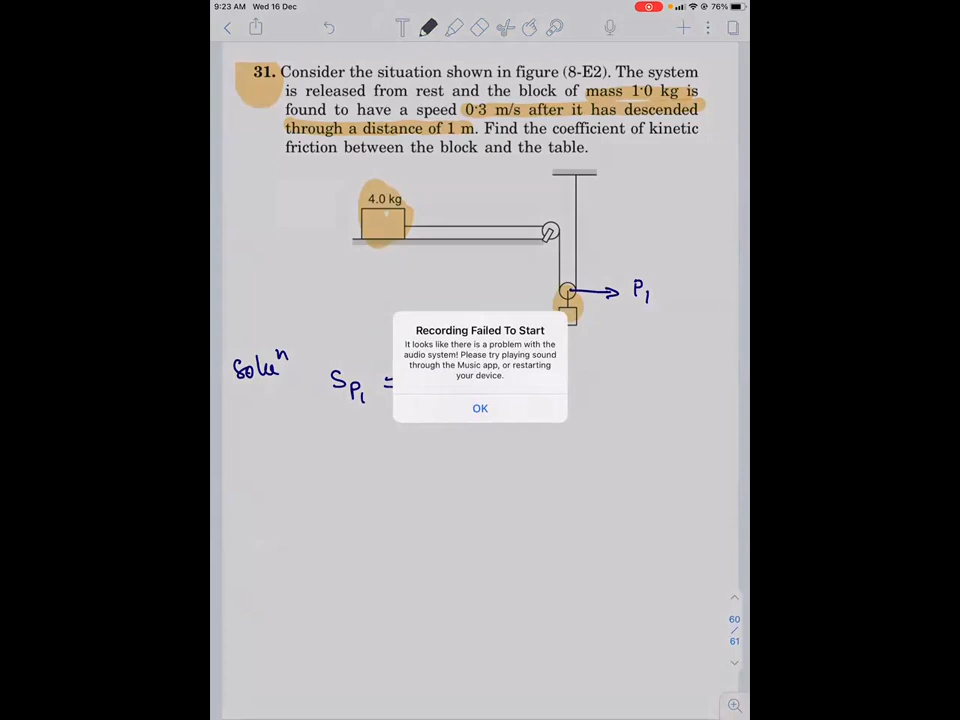 9:23 AM Wed 16 Dec
76%
31. Consider the situation shown in figure (8-E2). The system
is released from rest and the block of mass 1·0 kg is
found to have a speed 0·3 m/s after it has descended
through a distance of 1 m. Find the coefficient of kinetic
friction between the block and the table.
4.0 kg
P₁
Soluⁿ
S_P₁ =
Recording Failed To Start
It looks like there is a problem with the
audio system! Please try playing sound
through the Music app, or restarting
your device.
OK
60
/
61